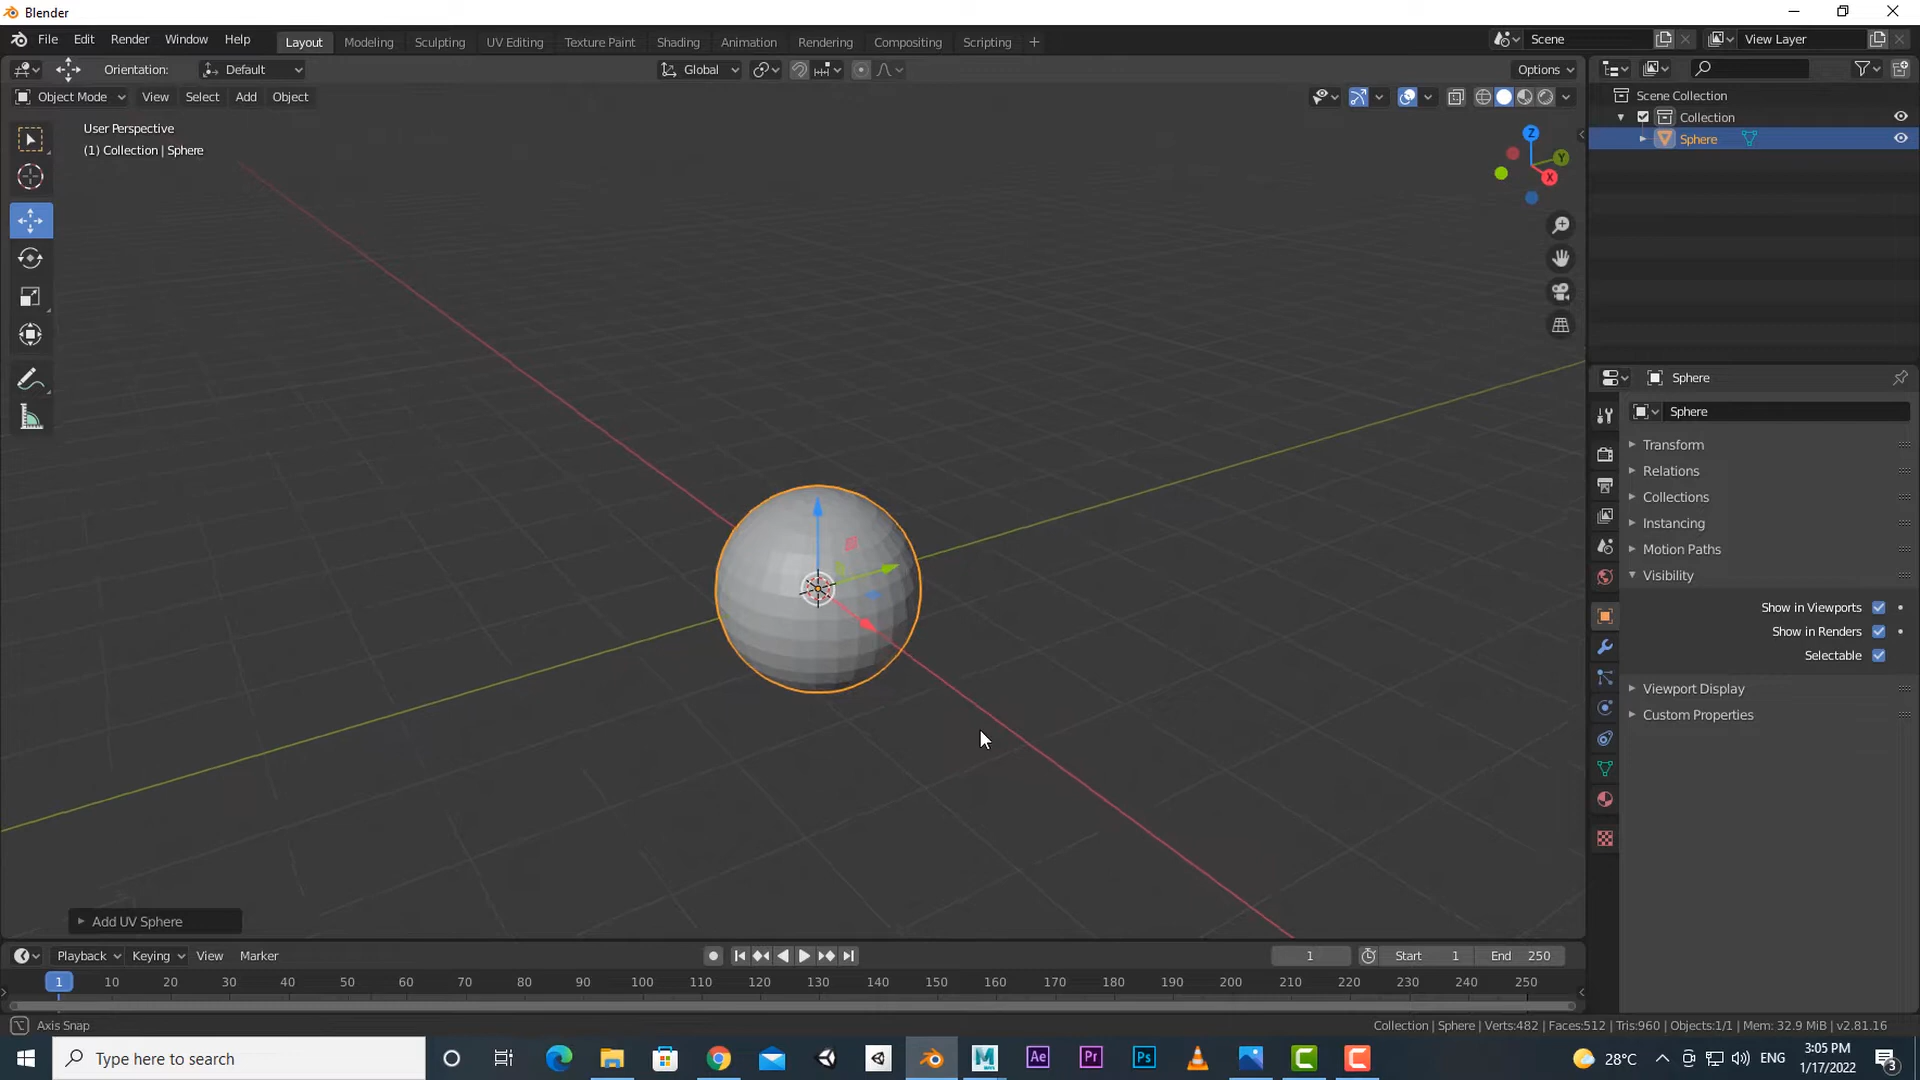 Blender
File Edit Render Window Help Layout Modeling Sculpting UV Editing Texture Paint Shading Animation Rendering Compositing Scripting + Scene View Layer
Orientation: Default Global Options
Object Mode View Select Add Object
User Perspective
(1) Collection | Sphere
Z
Y
X
Scene Collection
Collection
Sphere
Sphere
Sphere
Transform
Relations
Collections
Instancing
Motion Paths
Visibility
Show in Viewports
Show in Renders
Selectable
Viewport Display
Custom Properties
Add UV Sphere
Playback Keying View Marker 1 Start 1 End 250
1 10 20 30 40 50 60 70 80 90 100 110 120 130 140 150 160 170 180 190 200 210 220 230 240 250
Axis Snap Collection | Sphere | Verts:482 | Faces:512 | Tris:960 | Objects:1/1 | Mem: 32.9 MiB | v2.81.16
Type here to search Ae Pr Ps 28°C ENG 3:05 PM
1/17/2022 3